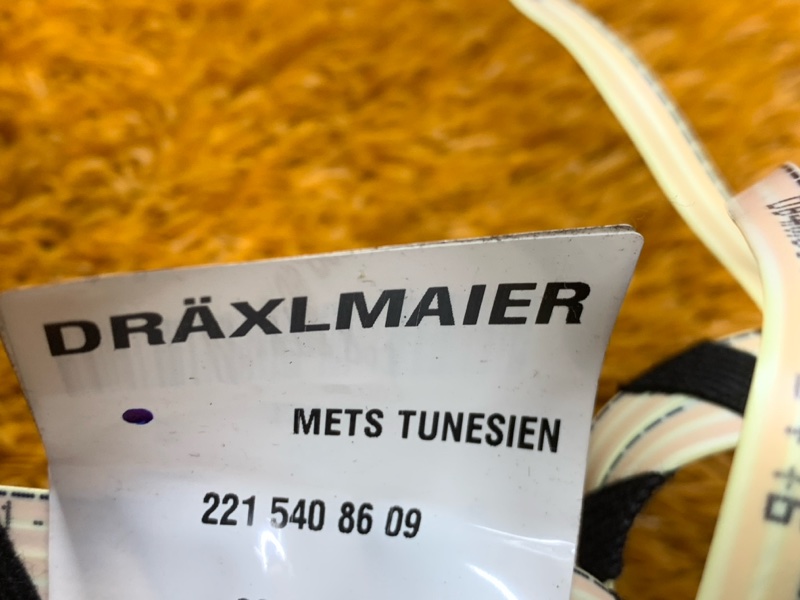 DRÄXLMAIER
METS TUNESIEN
221 540 86 09